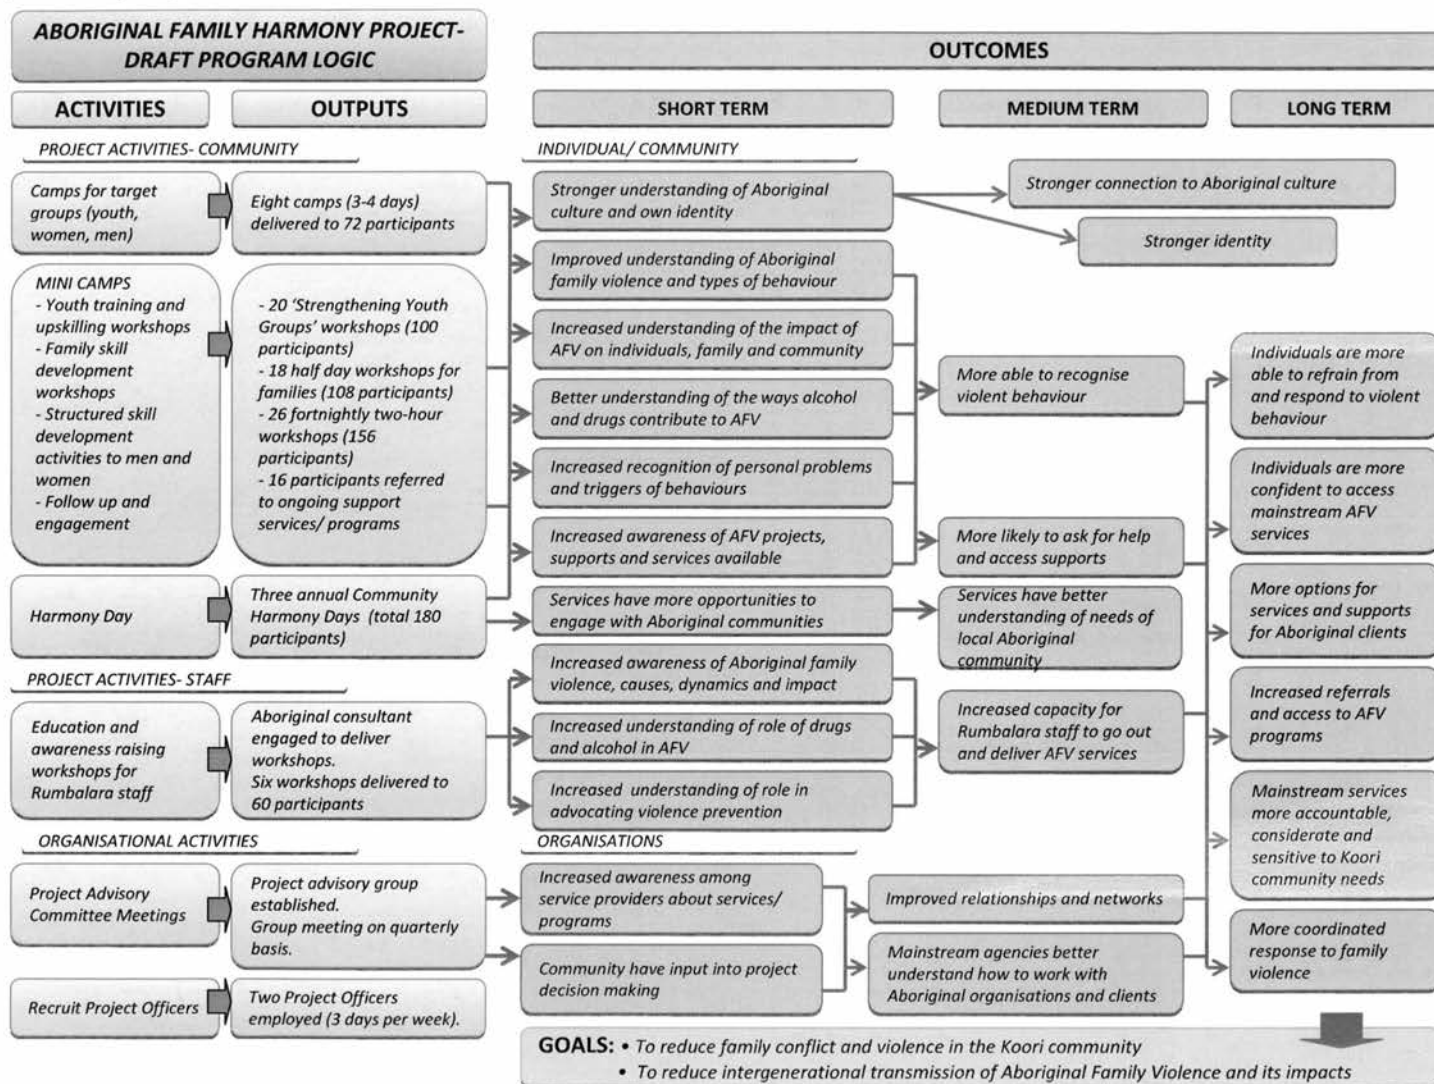 ABORIGINAL FAMILY HARMONY PROJECT-
DRAFT PROGRAM LOGIC
OUTCOMES
ACTIVITIES
OUTPUTS
SHORT TERM
MEDIUM TERM
LONG TERM
PROJECT ACTIVITIES- COMMUNITY
Camps for target
groups (youth,
women, men)
Eight camps (3-4 days)
delivered to 72 participants
MINI CAMPS
- Youth training and
upskilling workshops
- Family skill
development
workshops
- Structured skill
development
activities to men and
women
- Follow up and
engagement
- 20 ‘Strengthening Youth
Groups’ workshops (100
participants)
- 18 half day workshops for
families (108 participants)
- 26 fortnightly two-hour
workshops (156
participants)
- 16 participants referred
to ongoing support
services/ programs
Harmony Day
Three annual Community
Harmony Days (total 180
participants)
PROJECT ACTIVITIES- STAFF
Education and
awareness raising
workshops for
Rumbalara staff
Aboriginal consultant
engaged to deliver
workshops.
Six workshops delivered to
60 participants
ORGANISATIONAL ACTIVITIES
Project Advisory
Committee Meetings
Project advisory group
established.
Group meeting on quarterly
basis.
Recruit Project Officers
Two Project Officers
employed (3 days per week).
INDIVIDUAL/ COMMUNITY
Stronger understanding of Aboriginal
culture and own identity
Improved understanding of Aboriginal
family violence and types of behaviour
Increased understanding of the impact of
AFV on individuals, family and community
Better understanding of the ways alcohol
and drugs contribute to AFV
Increased recognition of personal problems
and triggers of behaviours
Increased awareness of AFV projects,
supports and services available
Services have more opportunities to
engage with Aboriginal communities
Increased awareness of Aboriginal family
violence, causes, dynamics and impact
Increased understanding of role of drugs
and alcohol in AFV
Increased understanding of role in
advocating violence prevention
ORGANISATIONS
Increased awareness among
service providers about services/
programs
Community have input into project
decision making
Stronger connection to Aboriginal culture
Stronger identity
More able to recognise
violent behaviour
More likely to ask for help
and access supports
Services have better
understanding of needs of
local Aboriginal
community
Increased capacity for
Rumbalara staff to go out
and deliver AFV services
Improved relationships and networks
Mainstream agencies better
understand how to work with
Aboriginal organisations and clients
Individuals are more
able to refrain from
and respond to violent
behaviour
Individuals are more
confident to access
mainstream AFV
services
More options for
services and supports
for Aboriginal clients
Increased referrals
and access to AFV
programs
Mainstream services
more accountable,
considerate and
sensitive to Koori
community needs
More coordinated
response to family
violence
GOALS: • To reduce family conflict and violence in the Koori community
• To reduce intergenerational transmission of Aboriginal Family Violence and its impacts